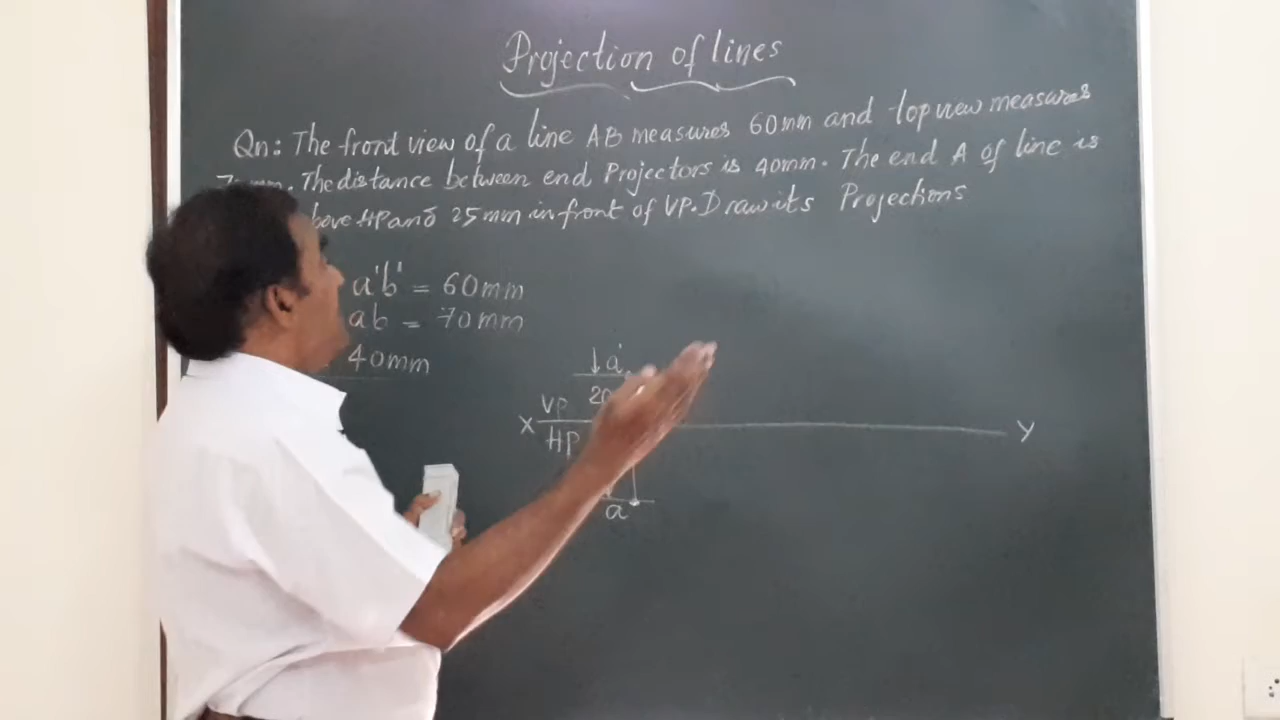 Projection of lines
Qn: The front view of a line AB measures 60mm and top view measures
mm. The distance between end Projectors is 40mm. The end A of line is
HP and 25mm in front of VP. Draw its Projections
a'b' = 60mm
ab = 70mm
40mm
↓a'
VP 20
X Y
HP
a